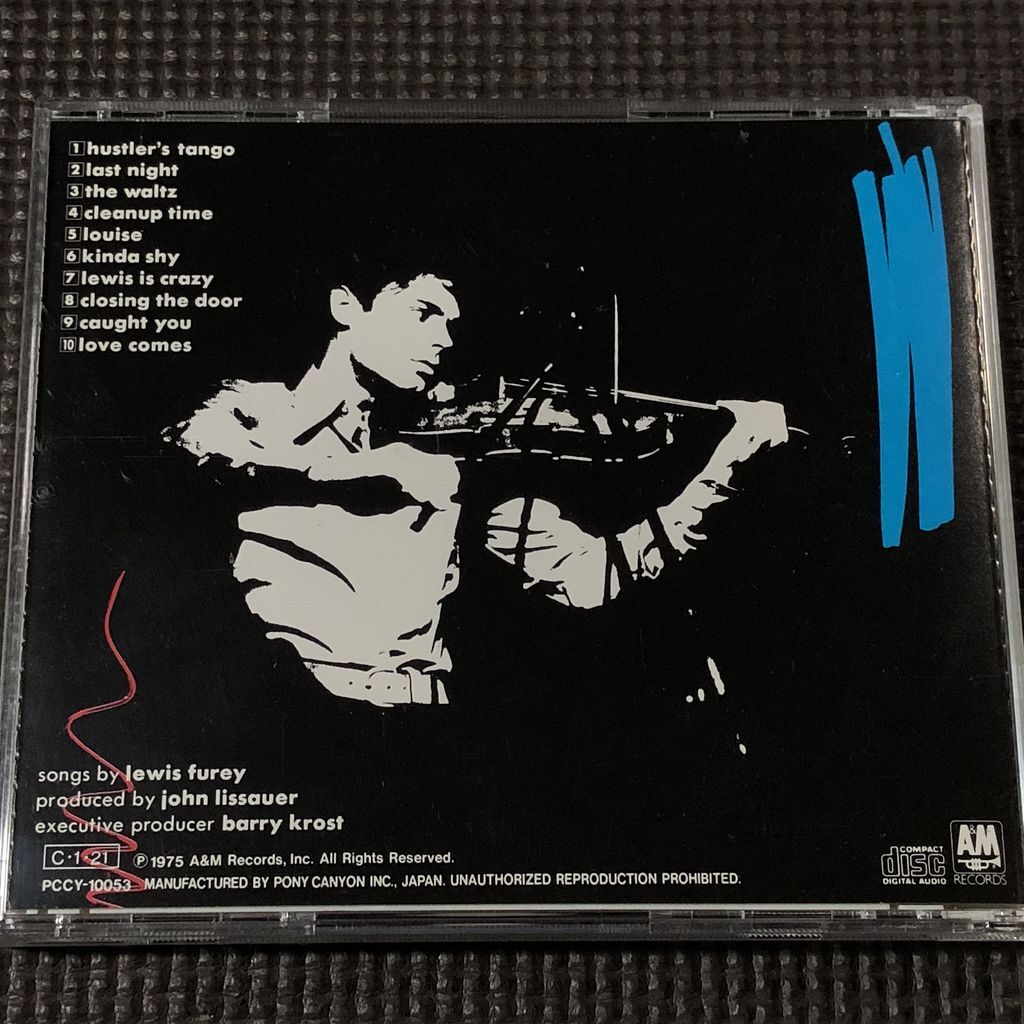 1 hustler's tango
2 last night
3 the waltz
4 cleanup time
5 louise
6 kinda shy
7 lewis is crazy
8 closing the door
9 caught you
10 love comes
songs by lewis furey
produced by john lissauer
executive producer barry krost
C·1·21 Ⓟ1975 A&M Records, Inc. All Rights Reserved.
PCCY-10053 MANUFACTURED BY PONY CANYON INC., JAPAN. UNAUTHORIZED REPRODUCTION PROHIBITED.
COMPACT
disc
DIGITAL AUDIO
A&M
RECORDS